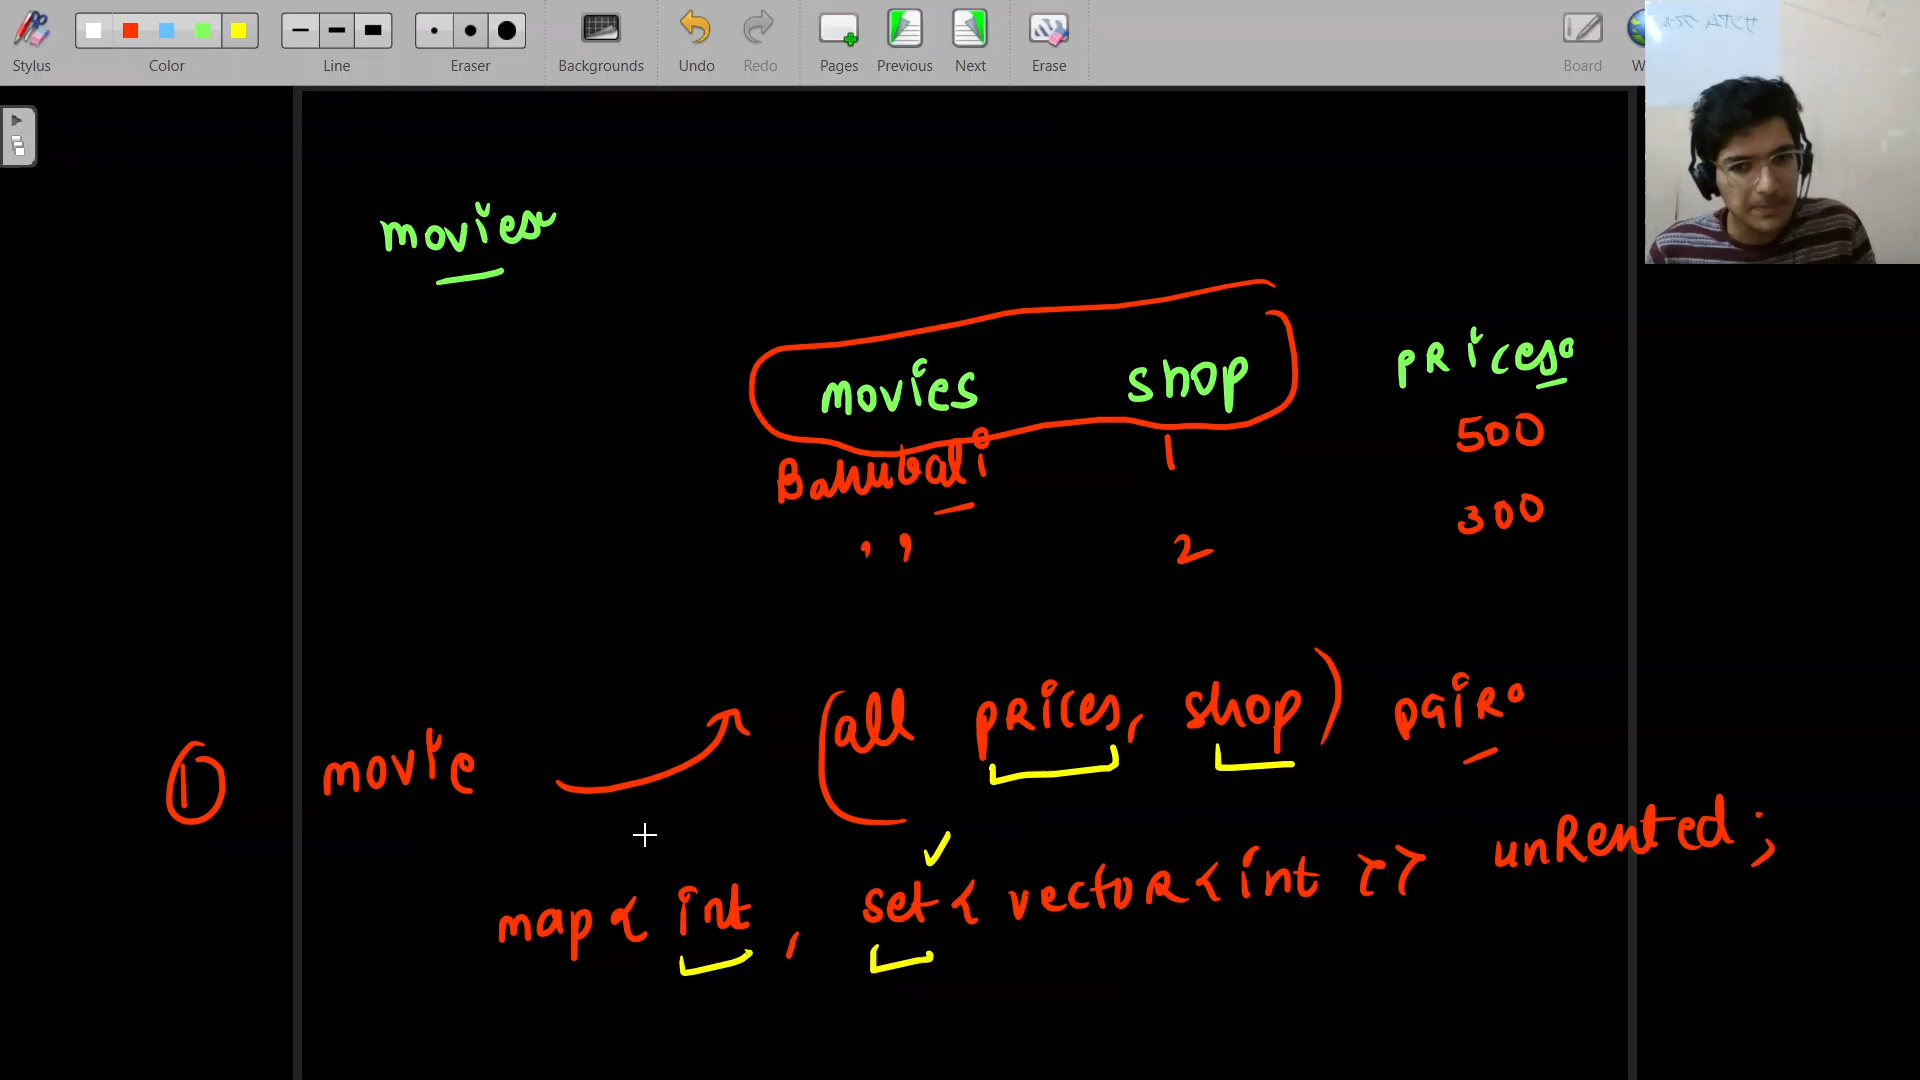 Stylus Color Line Eraser Backgrounds Undo Redo Pages Previous Next Erase Board W
movies
movies shop prices
Bahubali 1 500
,, 2 300
① movie (all prices, shop) pair
map< int , set< vector<int >> unRented ;